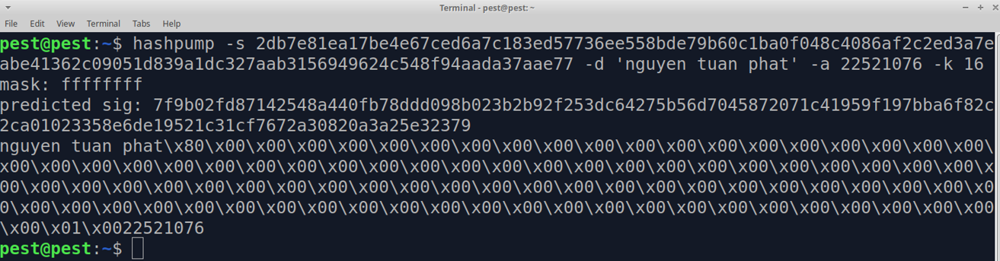 Terminal - pest@pest: ~
File Edit View Terminal Tabs Help
pest@pest:~$ hashpump -s 2db7e81ea17be4e67ced6a7c183ed57736ee558bde79b60c1ba0f048c4086af2c2ed3a7e
abe41362c09051d839a1dc327aab3156949624c548f94aada37aae77 -d 'nguyen tuan phat' -a 22521076 -k 16
mask: ffffffff
predicted sig: 7f9b02fd87142548a440fb78ddd098b023b2b92f253dc64275b56d7045872071c41959f197bba6f82c
2ca01023358e6de19521c31cf7672a30820a3a25e32379
nguyen tuan phat\x80\x00\x00\x00\x00\x00\x00\x00\x00\x00\x00\x00\x00\x00\x00\x00\x00\x00\x00\x00\
x00\x00\x00\x00\x00\x00\x00\x00\x00\x00\x00\x00\x00\x00\x00\x00\x00\x00\x00\x00\x00\x00\x00\x00\x
00\x00\x00\x00\x00\x00\x00\x00\x00\x00\x00\x00\x00\x00\x00\x00\x00\x00\x00\x00\x00\x00\x00\x00\x0
0\x00\x00\x00\x00\x00\x00\x00\x00\x00\x00\x00\x00\x00\x00\x00\x00\x00\x00\x00\x00\x00\x00\x00\x00
\x00\x01\x0022521076
pest@pest:~$